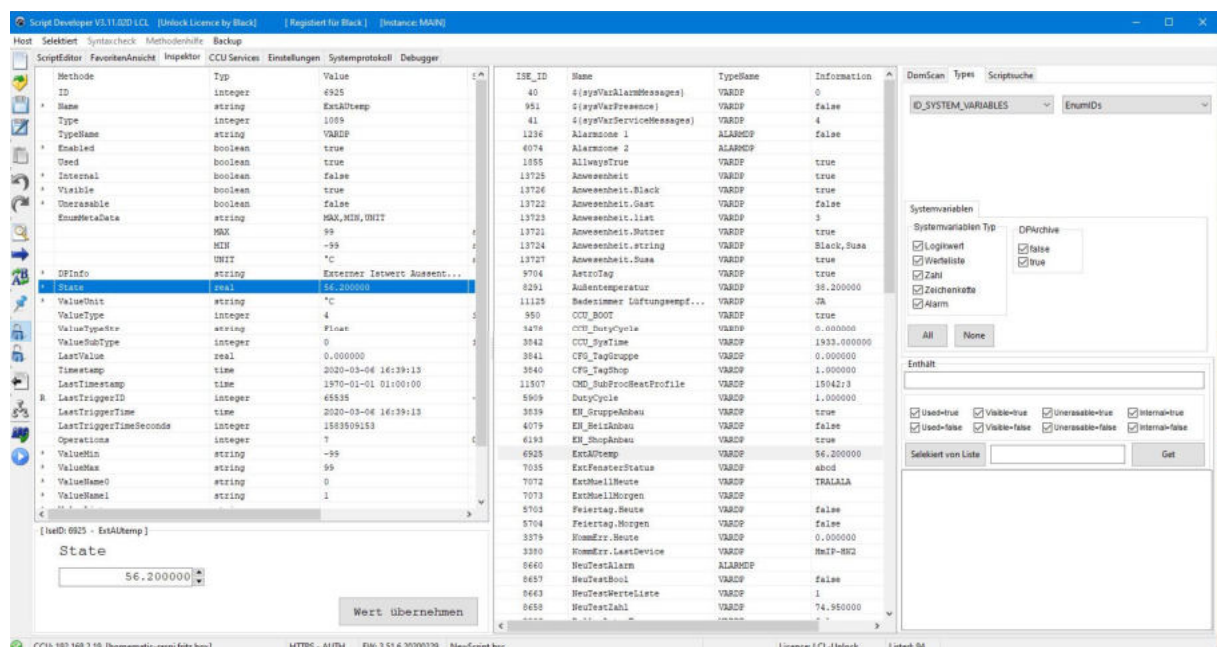 Script Developer V3.11.02D LCL [Unlock Licence by Black] [ Registiert für Black ] [Instance: MAIN]
Host Selektiert Syntaxcheck Methodenhilfe Backup
ScriptEditor FavoritenAnsicht Inspektor CCU Services Einstellungen Systemprotokoll Debugger
Methode Typ Value
ID integer 6925
* Name string ExtAUtemp
Type integer 1089
TypeName string VARDP
* Enabled boolean true
Used boolean true
* Internal boolean false
* Visible boolean true
* Unerasable boolean false
EnumMetaData string MAX,MIN,UNIT
MAX 99
MIN -99
UNIT °C
* DPInfo string Externer Istwert Aussent...
* State real 56.200000
* ValueUnit string °C
ValueType integer 4
ValueTypeStr string Float
ValueSubType integer 0
LastValue real 0.000000
Timestamp time 2020-03-06 16:39:13
LastTimestamp time 1970-01-01 01:00:00
R LastTriggerID integer 65535
LastTriggerTime time 2020-03-06 16:39:13
LastTriggerTimeSeconds integer 1583509153
Operations integer 7
* ValueMin string -99
* ValueMax string 99
* ValueName0 string 0
* ValueName1 string 1
[ IseID: 6925 - ExtAUtemp ]
State
56.200000
Wert übernehmen
ISE_ID Name TypeName Information
40 ${sysVarAlarmMessages} VARDP 0
951 ${sysVarPresence} VARDP false
41 ${sysVarServiceMessages} VARDP 4
1236 Alarmzone 1 ALARMDP false
6074 Alarmzone 2 ALARMDP
1855 AllwaysTrue VARDP true
13725 Anwesenheit VARDP true
13726 Anwesenheit.Black VARDP true
13722 Anwesenheit.Gast VARDP false
13723 Anwesenheit.list VARDP 3
13721 Anwesenheit.Nutzer VARDP true
13724 Anwesenheit.string VARDP Black,Susa
13727 Anwesenheit.Susa VARDP true
9704 AstroTag VARDP true
8291 Außentemperatur VARDP 38.200000
11125 Badezimmer Lüftungsempf... VARDP JA
950 CCU_BOOT VARDP true
3478 CCU_DutyCycle VARDP 0.000000
3842 CCU_SysTime VARDP 1933.000000
3841 CFG_TagGruppe VARDP 0.000000
3840 CFG_TagShop VARDP 1.000000
11507 CMD_SubProcHeatProfile VARDP 15042;3
5909 DutyCycle VARDP 1.000000
3839 EN_GruppeAnbau VARDP true
4079 EN_HeizAnbau VARDP false
6193 EN_ShopAnbau VARDP true
6925 ExtAUtemp VARDP 56.200000
7035 ExtFensterStatus VARDP abcd
7072 ExtMuellHeute VARDP TRALALA
7073 ExtMuellMorgen VARDP
5703 Feiertag.Heute VARDP false
5704 Feiertag.Morgen VARDP false
3379 KommErr.Heute VARDP 0.000000
3380 KommErr.LastDevice VARDP HmIP-HK2
8660 NeuTestAlarm ALARMDP
8657 NeuTestBool VARDP false
8663 NeuTestWerteListe VARDP 1
8658 NeuTestZahl VARDP 74.950000
DomScan Types Scriptsuche
ID_SYSTEM_VARIABLES EnumIDs
Systemvariablen
Systemvariablen Typ DPArchive
Logikwert false
Werteliste true
Zahl
Zeichenkette
Alarm
All None
Enthält
Used=true Visible=true Unerasable=true Internal=true
Used=false Visible=false Unerasable=false Internal=false
Selekiert von Liste Get